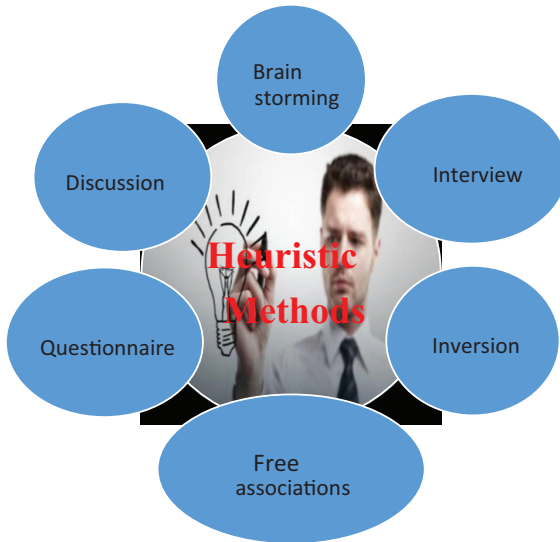 Brain
storming
Discussion
Interview
Heuristic
Methods
Questionnaire
Inversion
Free
associations